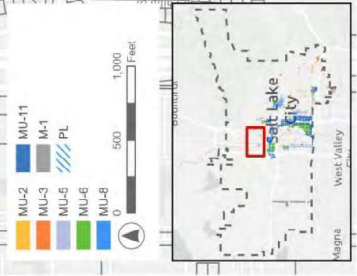 MU-2
MU-3
MU-5
MU-6
MU-8
MU-11
M-1
PL
0
500
1,000
Feet
Salt Lake
City
West Valley
Magna